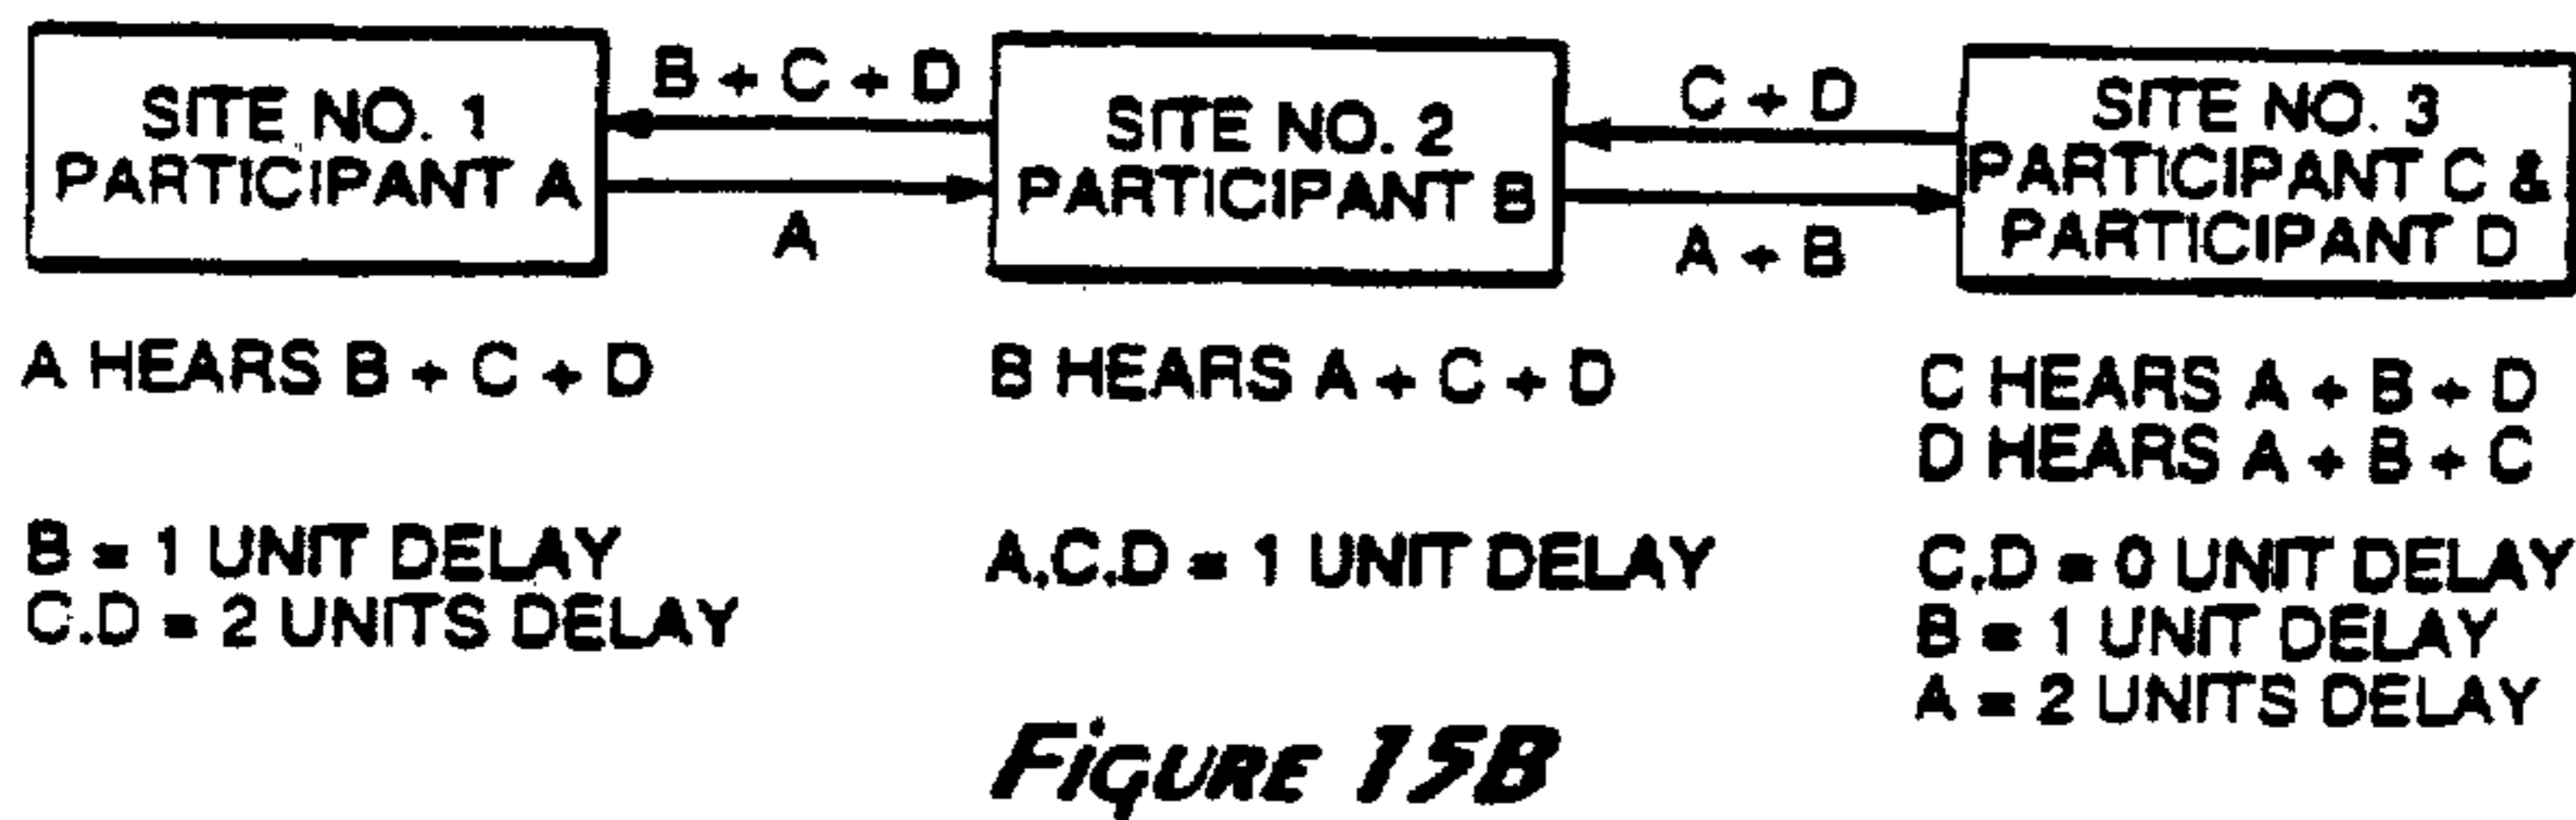 SITE NO. 1
PARTICIPANT A
B + C + D
A
SITE NO. 2
PARTICIPANT B
C + D
A + B
SITE NO. 3
PARTICIPANT C &
PARTICIPANT D
A HEARS B + C + D
B = 1 UNIT DELAY
C.D = 2 UNITS DELAY
B HEARS A + C + D
A.C.D = 1 UNIT DELAY
C HEARS A + B + D
D HEARS A + B + C
C.D = 0 UNIT DELAY
B = 1 UNIT DELAY
A = 2 UNITS DELAY
FIGURE 15B